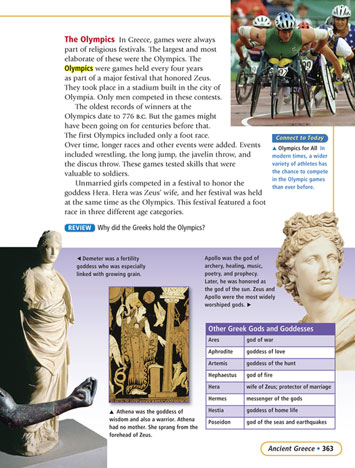 The Olympics In Greece, games were always
part of religious festivals. The largest and most
elaborate of these were the Olympics. The
Olympics were games held every four years
as part of a major festival that honored Zeus.
They took place in a stadium built in the city of
Olympia. Only men competed in these contests.
The oldest records of winners at the
Olympics date to 776 B.C. But the games might
have been going on for centuries before that.
The first Olympics included only a foot race.
Over time, longer races and other events were added. Events
included wrestling, the long jump, the javelin throw, and
the discus throw. These games tested skills that were
valuable to soldiers.
Unmarried girls competed in a festival to honor the
goddess Hera. Hera was Zeus' wife, and her festival was held
at the same time as the Olympics. This festival featured a foot
race in three different age categories.
REVIEW Why did the Greeks hold the Olympics?
Connect to Today
▲ Olympics for All In
modern times, a wider
variety of athletes has
the chance to compete
in the Olympic games
than ever before.
◄ Demeter was a fertility
goddess who was especially
linked with growing grain.
Apollo was the god of
archery, healing, music,
poetry, and prophecy.
Later, he was honored as
the god of the sun. Zeus and
Apollo were the most widely
worshiped gods. ►
▲ Athena was the goddess of
wisdom and also a warrior. Athena
had no mother. She sprang from the
forehead of Zeus.
Other Greek Gods and Goddesses
Ares god of war
Aphrodite goddess of love
Artemis goddess of the hunt
Hephaestus god of fire
Hera wife of Zeus; protector of marriage
Hermes messenger of the gods
Hestia goddess of home life
Poseidon god of the seas and earthquakes
Ancient Greece • 363